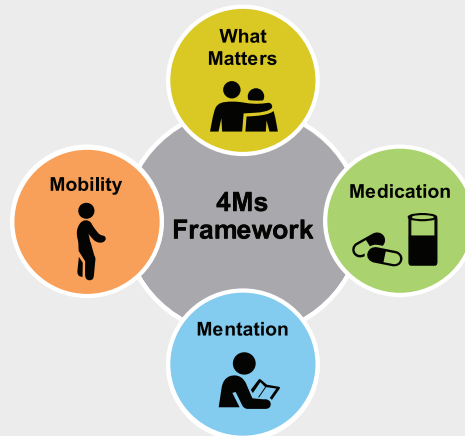 What
Matters
Mobility
4Ms
Framework
Medication
Mentation